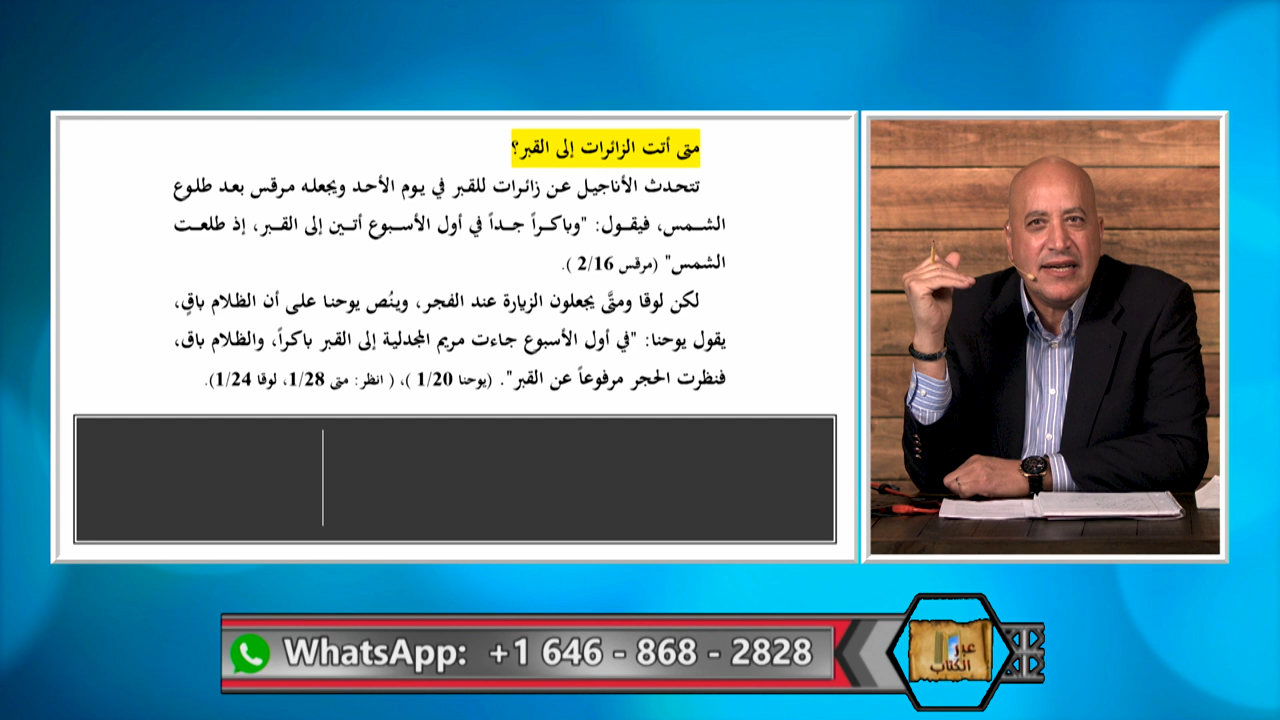 متى أتت الزائرات إلى القبر؟
تتحدث الأناجيل عن زائرات للقبر في يوم الأحد ويجعله مرقس بعد طلوع
الشمس، فيقول: "وباكراً جداً في أول الأسبوع أتين إلى القبر، إذ طلعت
الشمس" (مرقس 2/16 ).
لكن لوقا ومتَّى يجعلون الزيارة عند الفجر، وينُص يوحنا على أن الظلام باقٍ،
يقول يوحنا: "في أول الأسبوع جاءت مريم المجدلية إلى القبر باكراً، والظلام باق،
فنظرت الحجر مرفوعاً عن القبر". (يوحنا 1/20 )، ( انظر: متى 1/28، لوقا 1/24).
WhatsApp: +1 646 - 868 - 2828
عبر
الكتاب